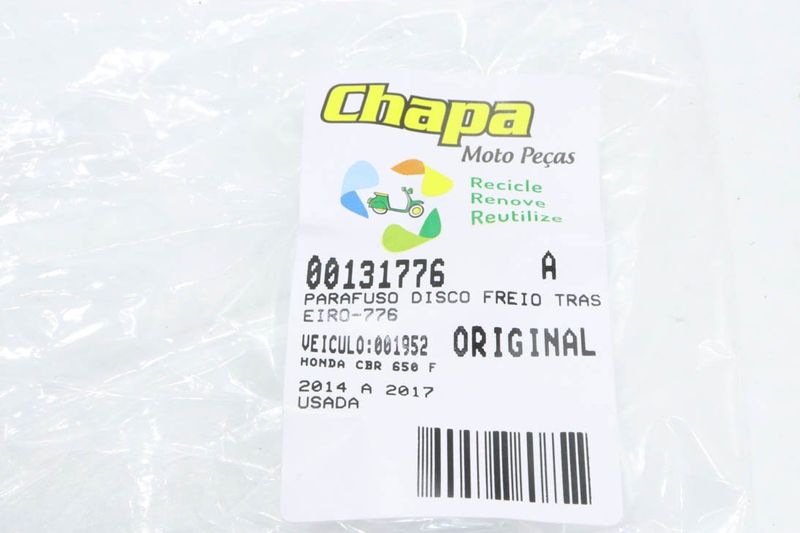 Chapa
Moto Peças
Recicle
Renove
Reutilize
00131776 A
PARAFUSO DISCO FREIO TRAS
EIRO-776
VEICULO:001952 ORIGINAL
HONDA CBR 650 F
2014 A 2017
USADA